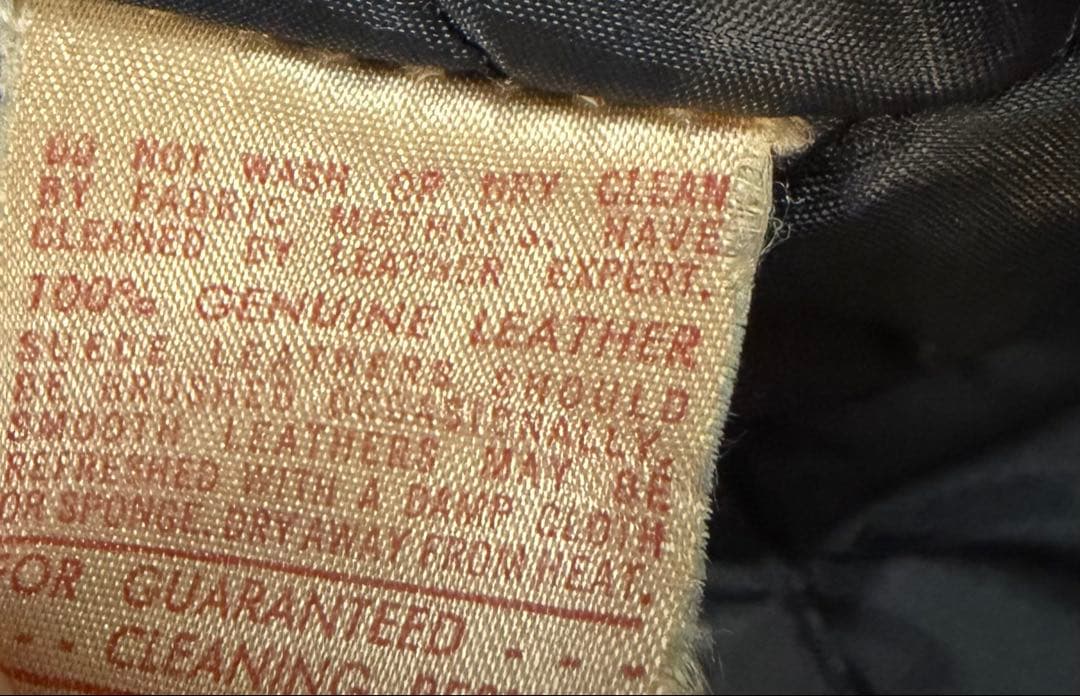 DO NOT WASH OR DRY CLEAN
BY FABRIC METHODS. HAVE
CLEANED BY LEATHER EXPERT.
100% GENUINE LEATHER
SUEDE LEATHERS SHOULD
BE BRUSHED OCCASIONALLY.
SMOOTH LEATHERS MAY BE
REFRESHED WITH A DAMP CLOTH
OR SPONGE. DRY AWAY FROM HEAT.
FOR GUARANTEED - - -
- - CLEANING